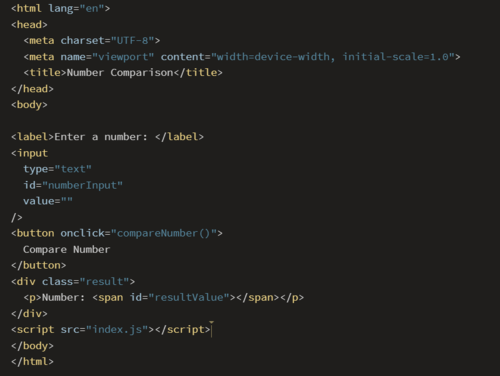 <html lang="en">
<head>
  <meta charset="UTF-8">
  <meta name="viewport" content="width=device-width, initial-scale=1.0">
  <title>Number Comparison</title>
</head>
<body>

<label>Enter a number: </label>
<input
  type="text"
  id="numberInput"
  value=""
/>
<button onclick="compareNumber()">
  Compare Number
</button>
<div class="result">
  <p>Number: <span id="resultValue"></span></p>
</div>
<script src="index.js"></script>
</body>
</html>